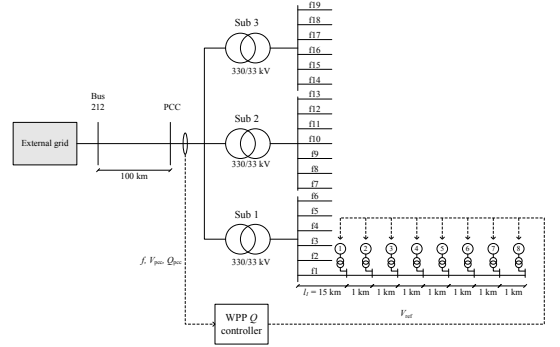 Sub 3
330/33 kV
f19
f18
f17
f16
f15
f14
Bus
212
PCC
External grid
100 km
Sub 2
330/33 kV
f13
f12
f11
f10
f9
f8
f7
Sub 1
330/33 kV
f6
f5
f4
f3
f2
f1
1
2
3
4
5
6
7
8
l1 = 15 km
1 km
1 km
1 km
1 km
1 km
1 km
1 km
f, Vpcc, Qpcc
WPP Q
controller
Vref